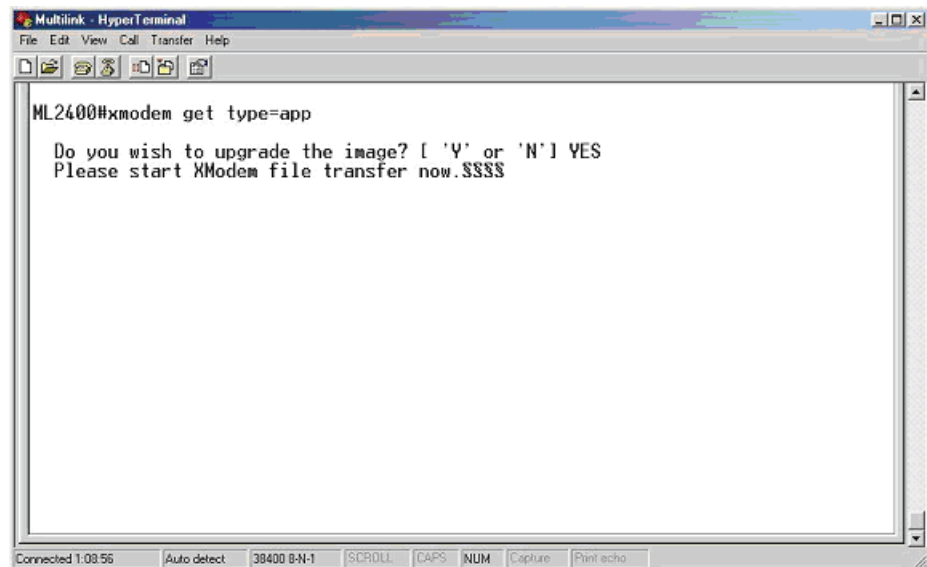 Multilink - HyperTerminal
File Edit View Call Transfer Help
ML2400#xmodem get type=app
Do you wish to upgrade the image? [ 'Y' or 'N'] YES
Please start XModem file transfer now.§§§§
Connected 1:08:56 Auto detect 38400 8-N-1 SCROLL CAPS NUM Capture Print echo